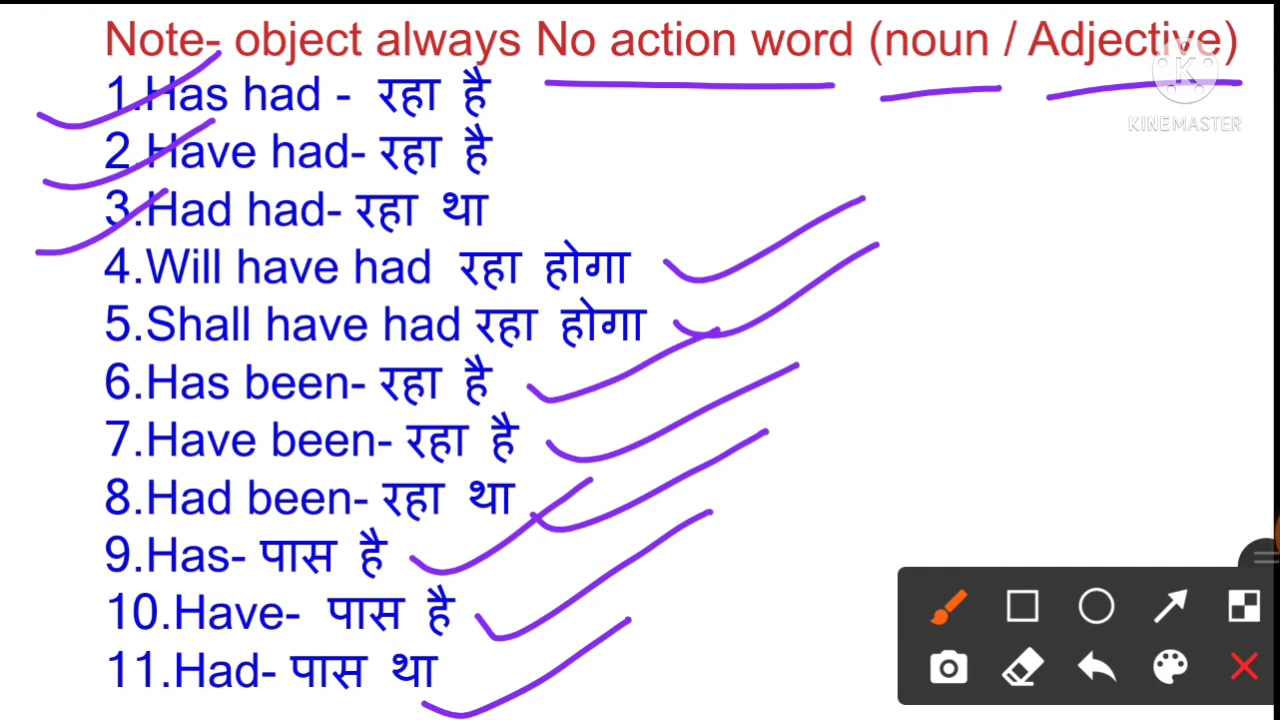 Note- object always No action word (noun / Adjective)
1.Has had - रहा है
2.Have had- रहा है
3.Had had- रहा था
4.Will have had रहा होगा
5.Shall have had रहा होगा
6.Has been- रहा है
7.Have been- रहा है
8.Had been- रहा था
9.Has- पास है
10.Have- पास है
11.Had- पास था
K
KINEMASTER